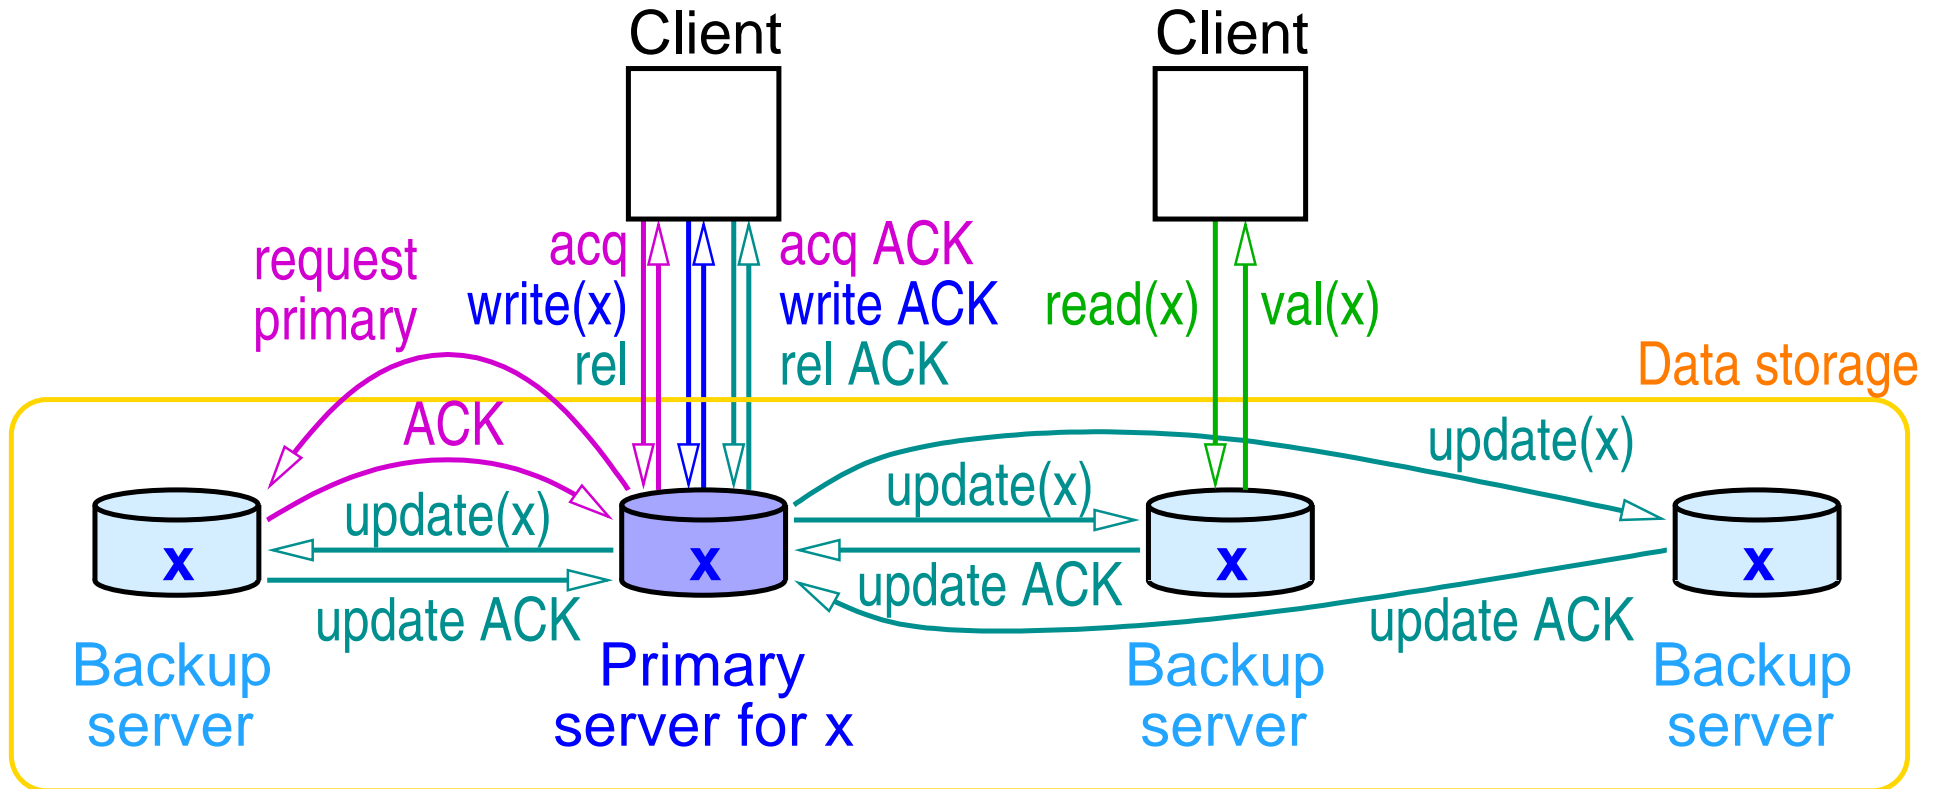 Client
Client
request
primary
acq
write(x)
rel
acq ACK
write ACK
rel ACK
read(x)
val(x)
Data storage
ACK
update(x)
update ACK
update(x)
update ACK
update(x)
update ACK
x
x
x
x
Backup
server
Primary
server for x
Backup
server
Backup
server